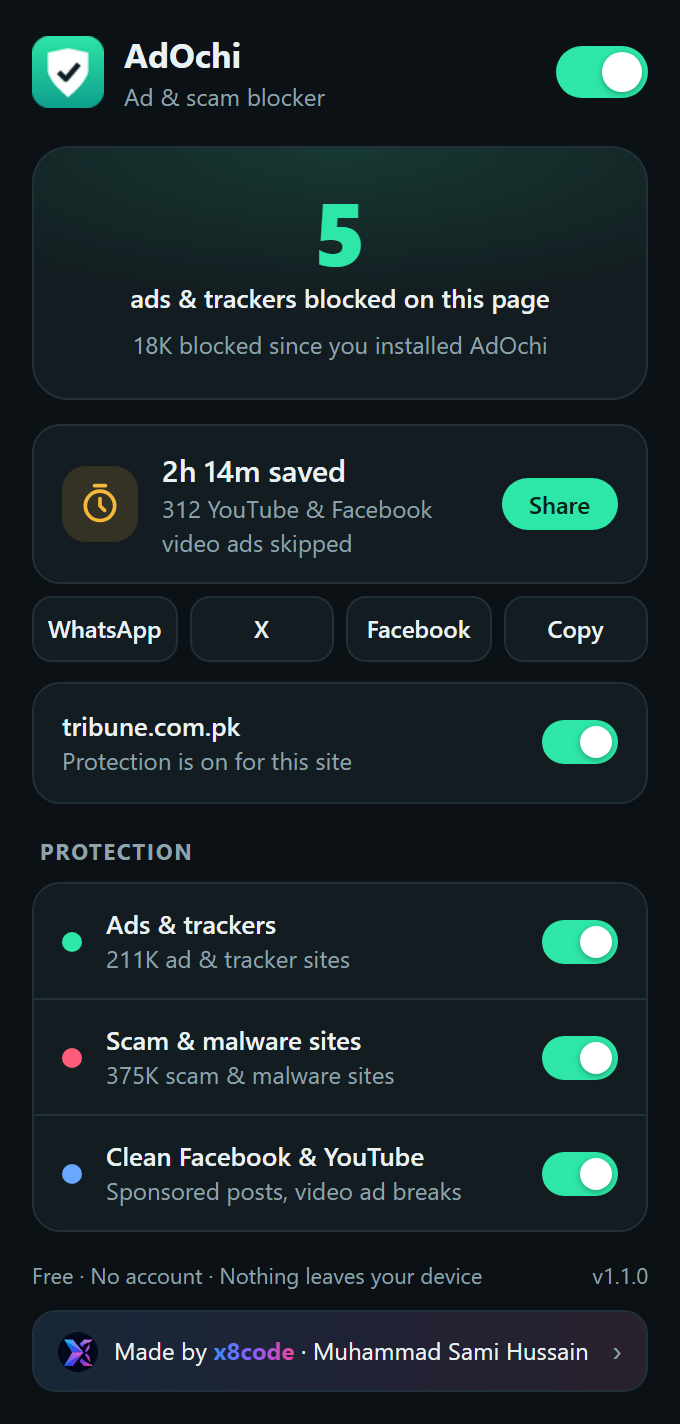 AdOchi
Ad & scam blocker
5
ads & trackers blocked on this page
18K blocked since you installed AdOchi
2h 14m saved
312 YouTube & Facebook
video ads skipped
Share
WhatsApp
X
Facebook
Copy
tribune.com.pk
Protection is on for this site
PROTECTION
Ads & trackers
211K ad & tracker sites
Scam & malware sites
375K scam & malware sites
Clean Facebook & YouTube
Sponsored posts, video ad breaks
Free · No account · Nothing leaves your device
v1.1.0
Made by x8code · Muhammad Sami Hussain ›